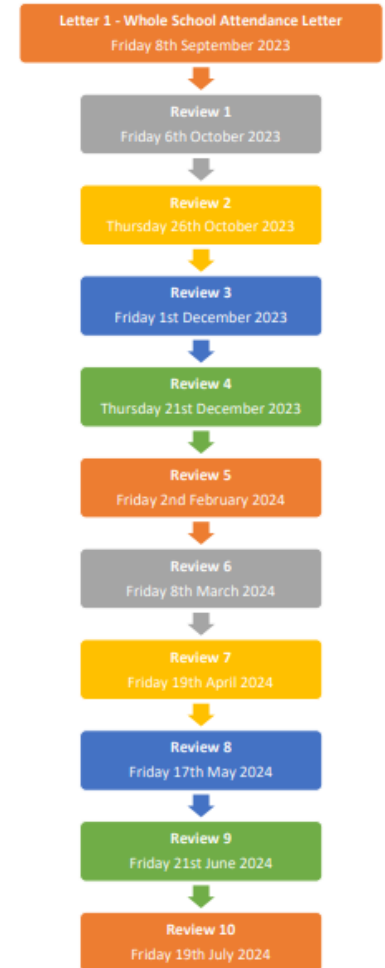 Letter 1 - Whole School Attendance Letter
Friday 8th September 2023
Review 1
Friday 6th October 2023
Review 2
Thursday 26th October 2023
Review 3
Friday 1st December 2023
Review 4
Thursday 21st December 2023
Review 5
Friday 2nd February 2024
Review 6
Friday 8th March 2024
Review 7
Friday 19th April 2024
Review 8
Friday 17th May 2024
Review 9
Friday 21st June 2024
Review 10
Friday 19th July 2024